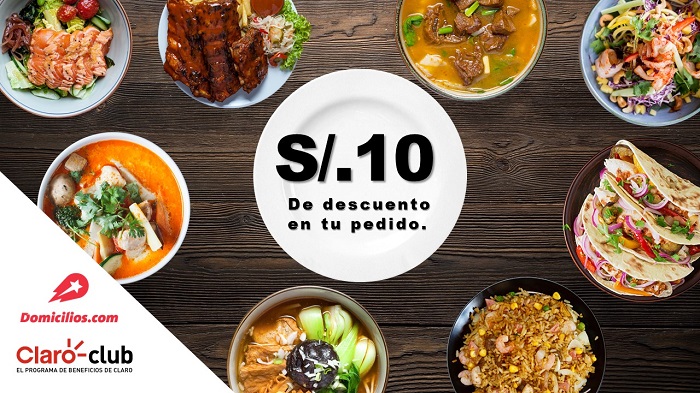 S/.10
De descuento
en tu pedido.
Domicilios.com
Claro-club
EL PROGRAMA DE BENEFICIOS DE CLARO